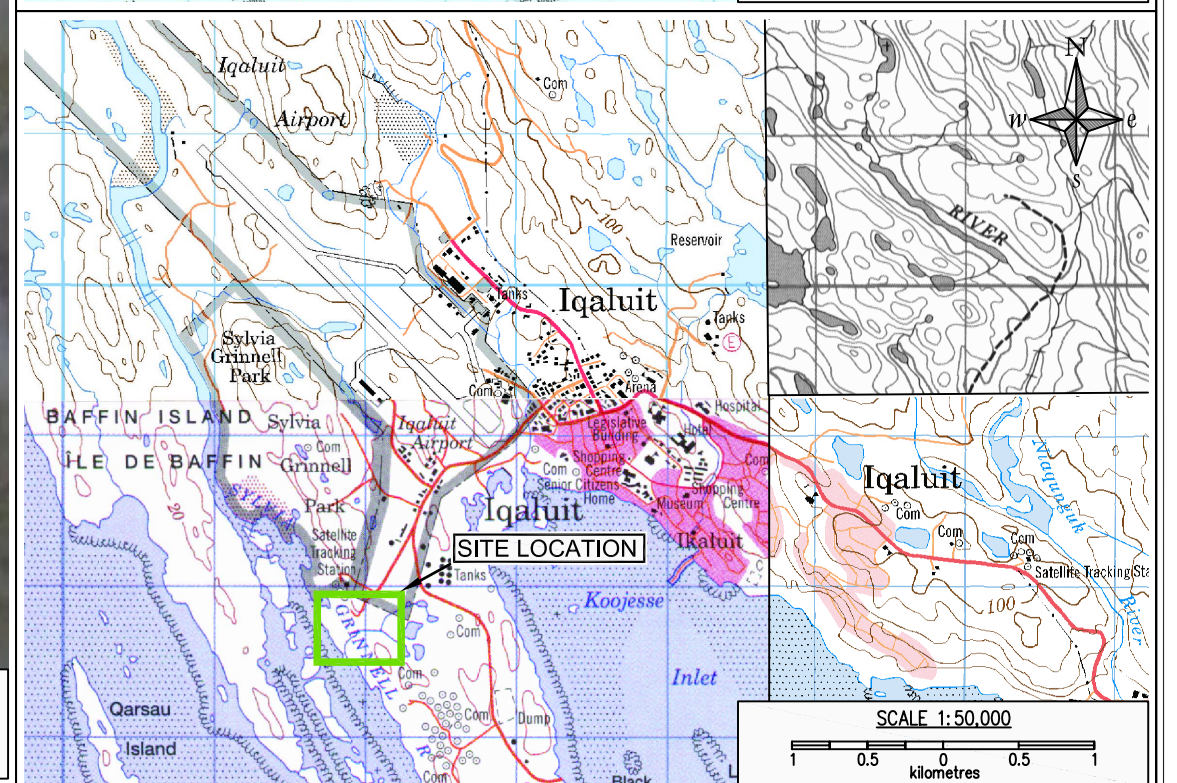 Iqaluit
Airport
Com
100
Reservoir
Tanks
Iqaluit
Tanks
E
Sylvia
Grinnell
Park
Com
Arena
Hospital
BAFFIN ISLAND
Sylvia
Iqaluit
Airport
Legislative
Building
Hotel
ÎLE DE BAFFIN
Com
Grinnell
Shopping
Centre
Com
Com
Senior Citizens
Home
Shopping
Centre
Museum
SYLVIA
20
Park
Iqaluit
Ikaluit
Satellite
Tracking
Station
SITE LOCATION
Tanks
C
Koojesse
GRINNELL
Com
Inlet
Com
Qarsau
Island
Com
Dump
R
Com
Black
L
N
W
e
s
RIVER
Iqaluit
Niaqunguk
Com
Com
Com
Satellite Tracking Sta
100
River
SCALE 1:50,000
1 0.5 0 0.5 1
kilometres